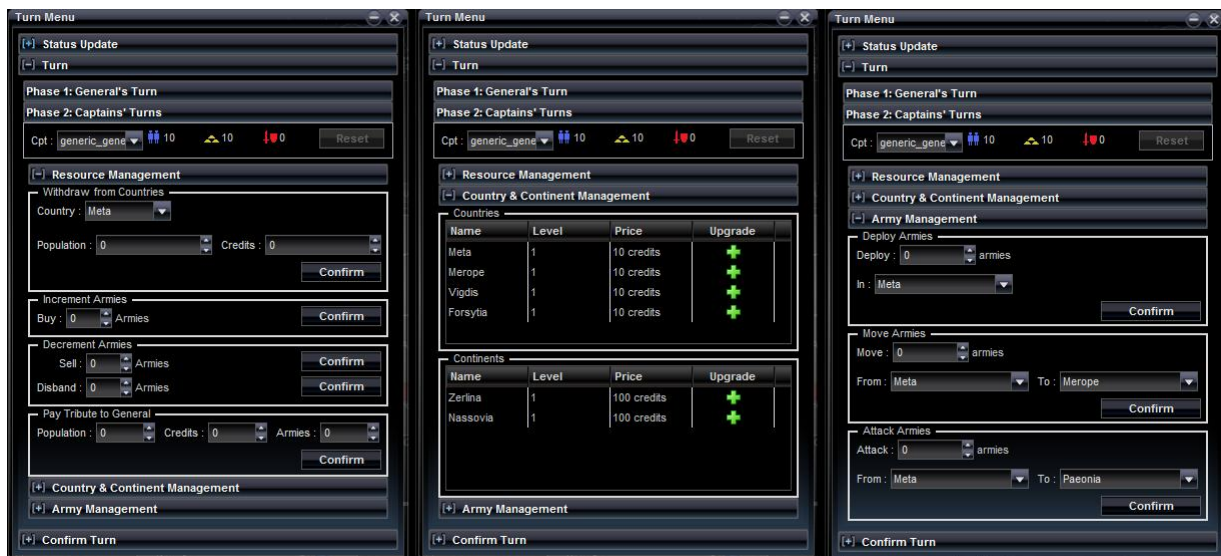 Turn Menu
[+] Status Update
[-] Turn
Phase 1: General's Turn
Phase 2: Captains' Turns
Cpt : generic_gene 10 10 0 Reset
[-] Resource Management
Withdraw from Countries
Country : Meta
Population : 0 Credits : 0
Confirm
Increment Armies
Buy : 0 Armies Confirm
Decrement Armies
Sell : 0 Armies Confirm
Disband : 0 Armies Confirm
Pay Tribute to General
Population : 0 Credits : 0 Armies : 0
Confirm
[+] Country & Continent Management
[+] Army Management
[+] Confirm Turn
Turn Menu
[+] Status Update
[-] Turn
Phase 1: General's Turn
Phase 2: Captains' Turns
Cpt : generic_gene 10 10 0 Reset
[+] Resource Management
[-] Country & Continent Management
Countries
Name Level Price Upgrade
Meta 1 10 credits
Merope 1 10 credits
Vigdis 1 10 credits
Forsytia 1 10 credits
Continents
Name Level Price Upgrade
Zerlina 1 100 credits
Nassovia 1 100 credits
[+] Army Management
[+] Confirm Turn
Turn Menu
[+] Status Update
[-] Turn
Phase 1: General's Turn
Phase 2: Captains' Turns
Cpt : generic_gene 10 10 0 Reset
[+] Resource Management
[+] Country & Continent Management
[-] Army Management
Deploy Armies
Deploy : 0 armies
In : Meta
Confirm
Move Armies
Move : 0 armies
From : Meta To : Merope
Confirm
Attack Armies
Attack : 0 armies
From : Meta To : Paeonia
Confirm
[+] Confirm Turn